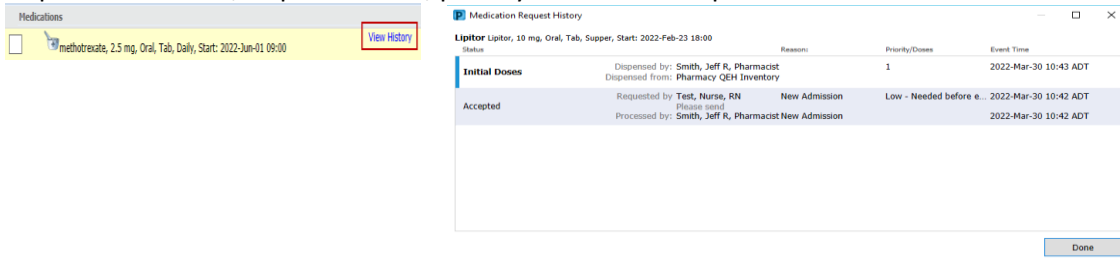 Medications
methotrexate, 2.5 mg, Oral, Tab, Daily, Start: 2022-Jun-01 09:00
View History
Medication Request History
Lipitor Lipitor, 10 mg, Oral, Tab, Supper, Start: 2022-Feb-23 18:00
Status Reason: Priority/Doses Event Time
Initial Doses
Dispensed by: Smith, Jeff R, Pharmacist 1 2022-Mar-30 10:43 ADT
Dispensed from: Pharmacy QEH Inventory
Accepted
Requested by Test, Nurse, RN New Admission Low - Needed before e... 2022-Mar-30 10:42 ADT
Please send
Processed by: Smith, Jeff R, Pharmacist New Admission 2022-Mar-30 10:42 ADT
Done